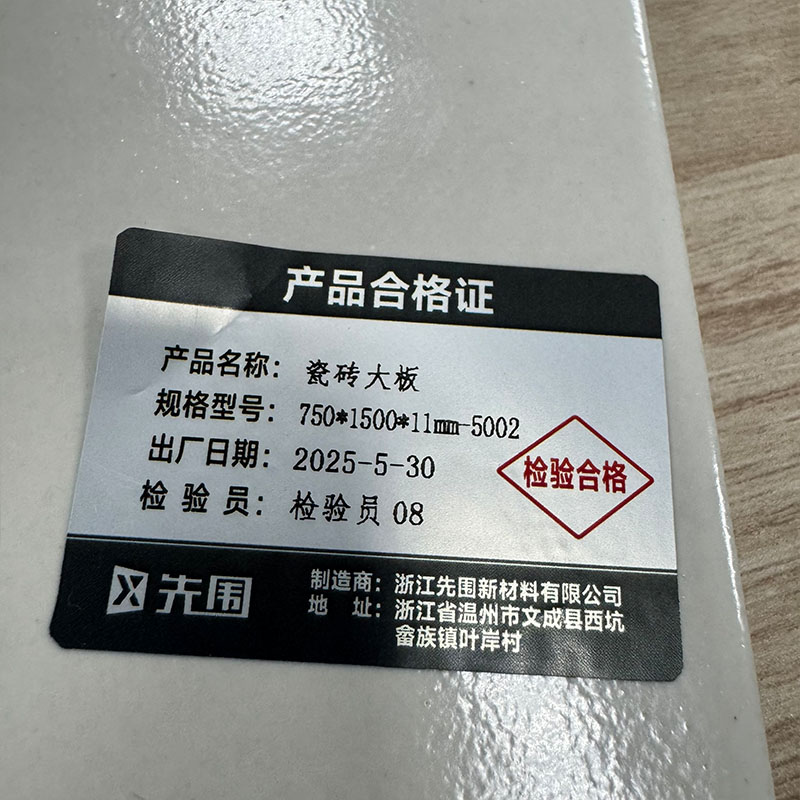 产品合格证
产品名称：瓷砖大板
规格型号：750*1500*11mm-5002
出厂日期：2025-5-30
检验员：检验员08
检验合格
先围
制造商：浙江先围新材料有限公司
地址：浙江省温州市文成县西坑
畲族镇叶岸村